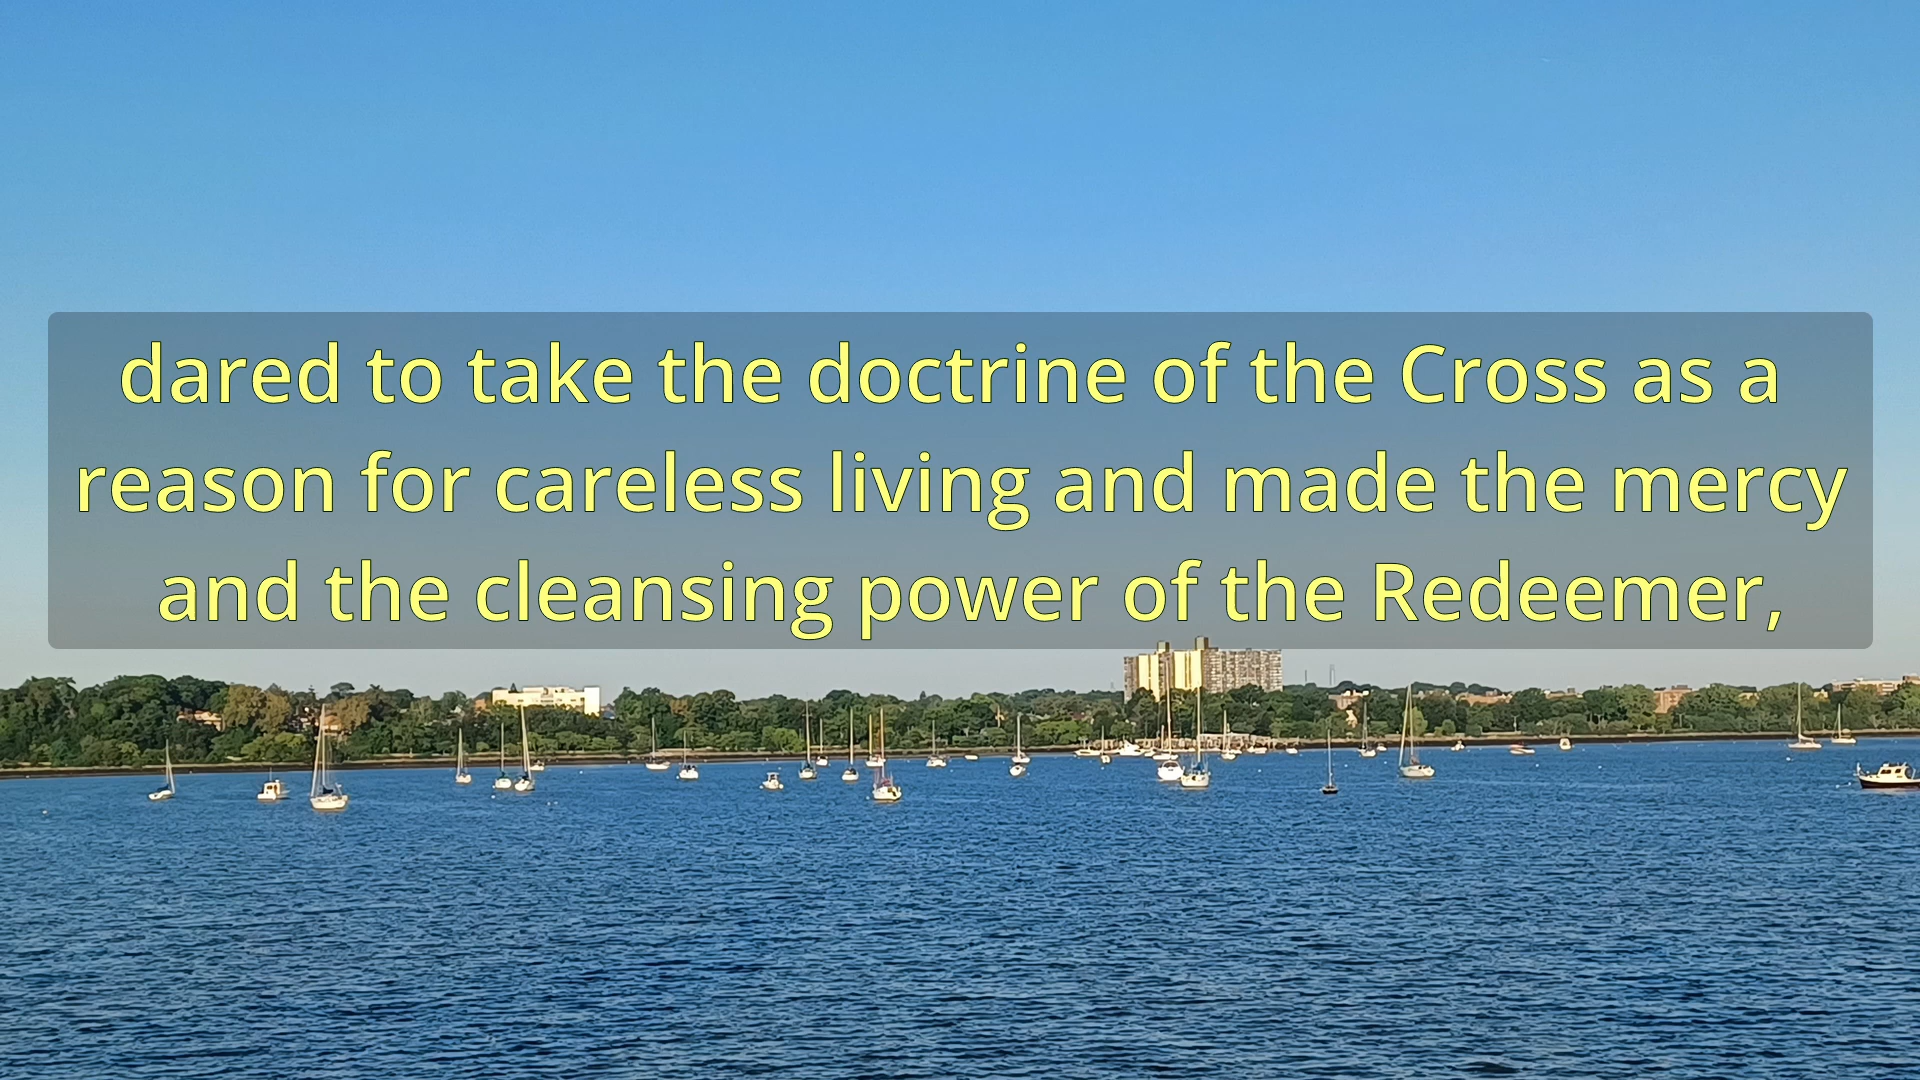 dared to take the doctrine of the Cross as a
reason for careless living and made the mercy
and the cleansing power of the Redeemer,